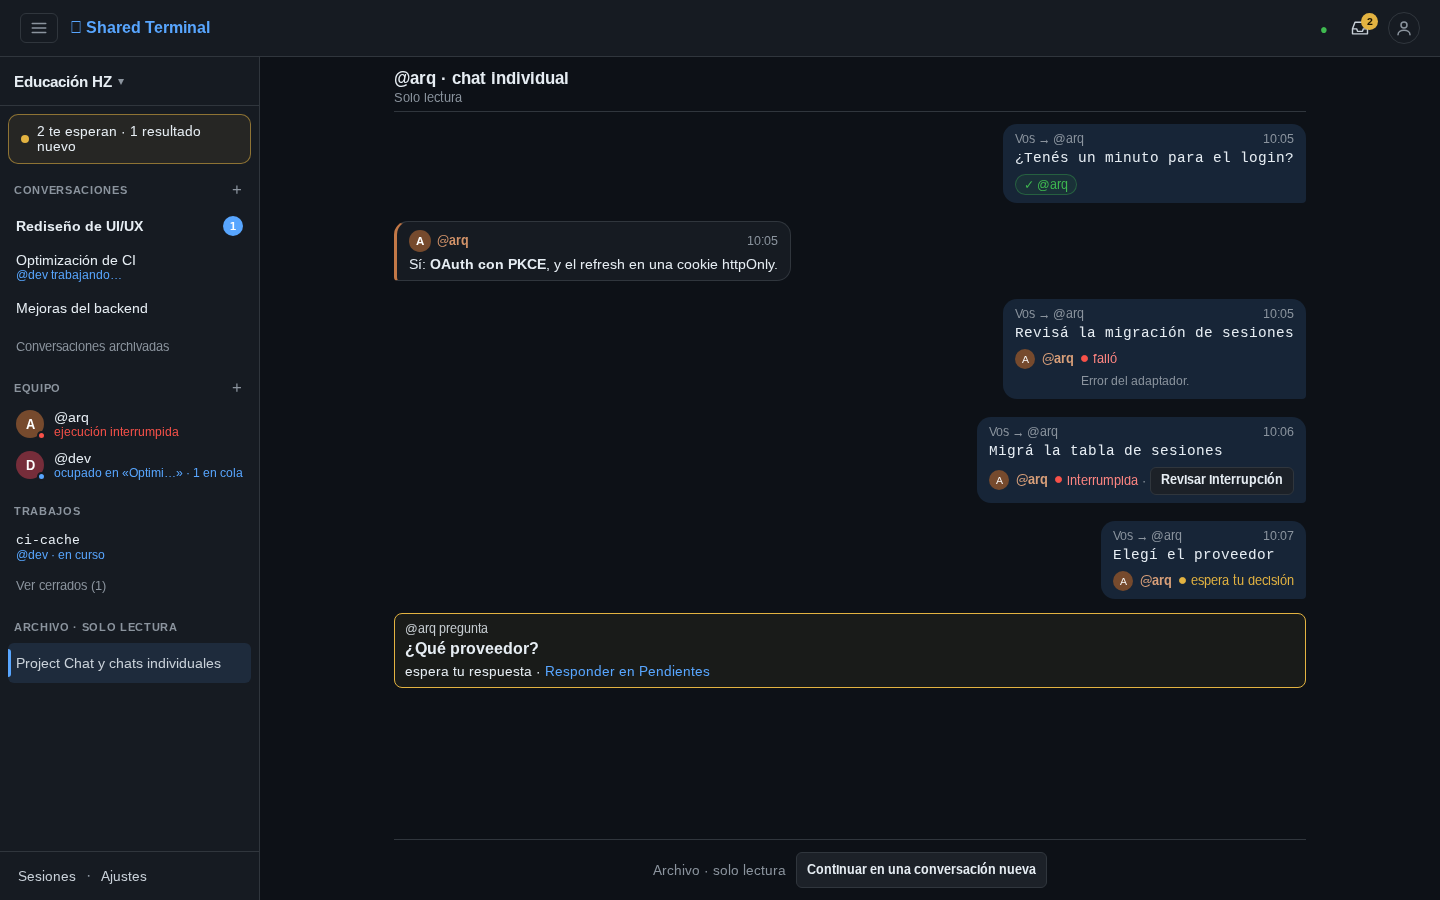 Shared Terminal
2
Educación HZ
2 te esperan · 1 resultado
nuevo
CONVERSACIONES +
Rediseño de UI/UX 1
Optimización de CI
@dev trabajando…
Mejoras del backend
Conversaciones archivadas
EQUIPO +
A @arq
ejecución interrumpida
D @dev
ocupado en «Optimi…» · 1 en cola
TRABAJOS
ci-cache
@dev · en curso
Ver cerrados (1)
ARCHIVO · SOLO LECTURA
Project Chat y chats individuales
Sesiones · Ajustes
@arq · chat individual
Solo lectura
Vos → @arq 10:05
¿Tenés un minuto para el login?
✓ @arq
A @arq 10:05
Sí: OAuth con PKCE, y el refresh en una cookie httpOnly.
Vos → @arq 10:05
Revisá la migración de sesiones
A @arq falló
Error del adaptador.
Vos → @arq 10:06
Migrá la tabla de sesiones
A @arq interrumpida · Revisar interrupción
Vos → @arq 10:07
Elegí el proveedor
A @arq espera tu decisión
@arq pregunta
¿Qué proveedor?
espera tu respuesta · Responder en Pendientes
Archivo · solo lectura Continuar en una conversación nueva